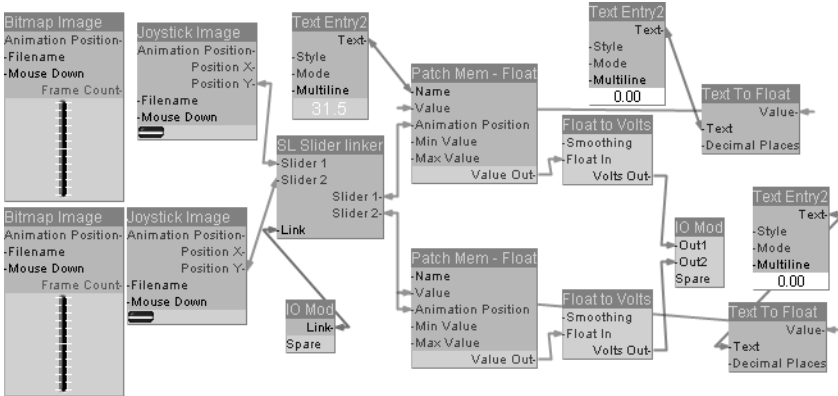 Bitmap Image
Animation Position-
-Filename
-Mouse Down
Frame Count-
Joystick Image
Animation Position-
Position X-
Position Y-
-Filename
-Mouse Down
Text Entry2
Text-
-Style
-Mode
-Multiline
31.5
SL Slider linker
-Slider 1
-Slider 2
Slider 1-
Slider 2-
-Link
Patch Mem - Float
-Name
-Value
-Animation Position
-Min Value
-Max Value
Value Out-
Float to Volts
-Smoothing
-Float In
Volts Out-
Text Entry2
Text-
-Style
-Mode
-Multiline
0.00
Text To Float
Value-
-Text
-Decimal Places
Bitmap Image
Animation Position-
-Filename
-Mouse Down
Frame Count-
Joystick Image
Animation Position-
Position X-
Position Y-
-Filename
-Mouse Down
IO Mod
Link-
Spare
Patch Mem - Float
-Name
-Value
-Animation Position
-Min Value
-Max Value
Value Out-
Float to Volts
-Smoothing
-Float In
Volts Out-
IO Mod
-Out1
-Out2
Spare
Text Entry2
Text-
-Style
-Mode
-Multiline
0.00
Text To Float
Value-
-Text
-Decimal Places